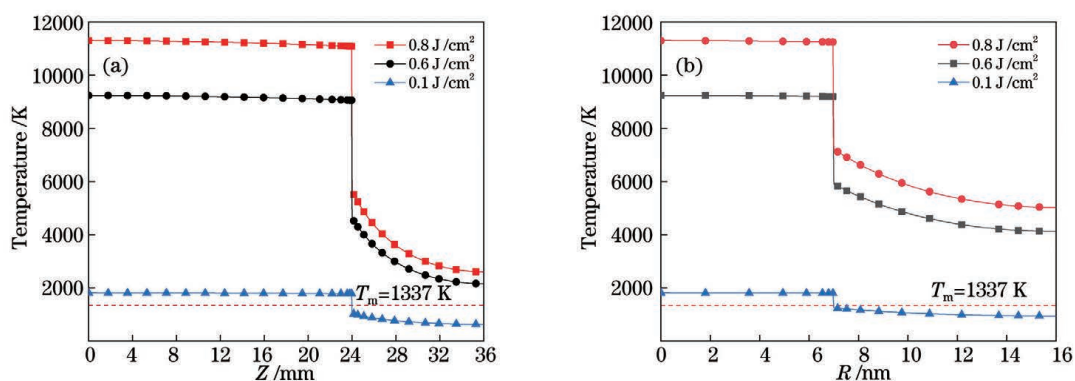 12000
10000
8000
6000
4000
2000
Temperature /K
(a)
0.8 J/cm²
0.6 J/cm²
0.1 J/cm²
Tm=1337 K
0 4 8 12 16 20 24 28 32 36
Z/mm
12000
10000
8000
6000
4000
2000
Temperature /K
(b)
0.8 J/cm²
0.6 J/cm²
0.1 J/cm²
Tm=1337 K
0 2 4 6 8 10 12 14 16
R/nm